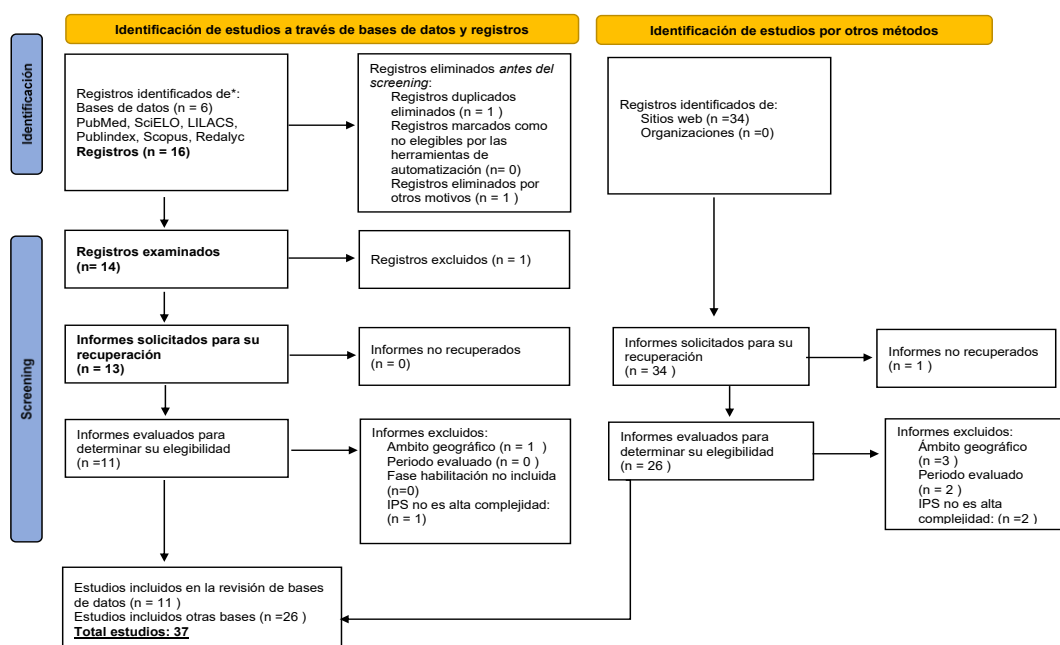 Identificación de estudios a través de bases de datos y registros
Identificación de estudios por otros métodos
Identificación
Registros identificados de*:
Bases de datos (n = 6)
PubMed, SciELO, LILACS,
Publindex, Scopus, Redalyc
Registros (n = 16)
Registros eliminados antes del
screening:
Registros duplicados
eliminados (n = 1 )
Registros marcados como
no elegibles por las
herramientas de
automatización (n= 0)
Registros eliminados por
otros motivos (n = 1 )
Registros identificados de:
Sitios web (n =34)
Organizaciones (n =0)
Screening
Registros examinados
(n= 14)
Registros excluidos (n = 1)
Informes solicitados para su
recuperación
(n = 13)
Informes no recuperados
(n = 0)
Informes solicitados para su
recuperación
(n = 34 )
Informes no recuperados
(n = 1 )
Informes evaluados para
determinar su elegibilidad
(n =11)
Informes excluidos:
Ambito geográfico (n = 1 )
Periodo evaluado (n = 0 )
Fase habilitación no incluida
(n=0)
IPS no es alta complejidad:
(n = 1)
Informes evaluados para
determinar su elegibilidad
(n = 26 )
Informes excluidos:
Ámbito geográfico
(n =3 )
Periodo evaluado
(n = 2 )
IPS no es alta
complejidad: (n =2 )
Estudios incluidos en la revisión de bases
de datos (n = 11 )
Estudios incluidos otras bases (n =26 )
Total estudios: 37